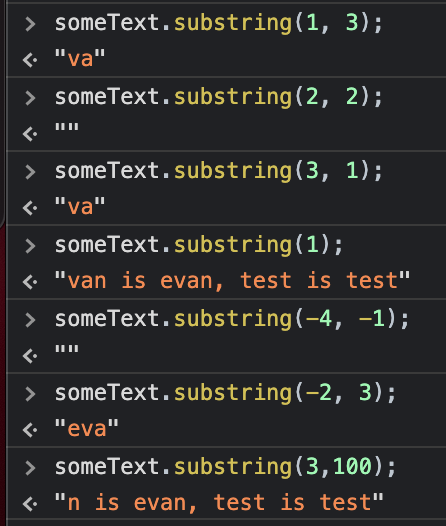 > someText.substring(1, 3);
<· "va"
> someText.substring(2, 2);
<· ""
> someText.substring(3, 1);
<· "va"
> someText.substring(1);
<· "van is evan, test is test"
> someText.substring(-4, -1);
<· ""
> someText.substring(-2, 3);
<· "eva"
> someText.substring(3,100);
<· "n is evan, test is test"